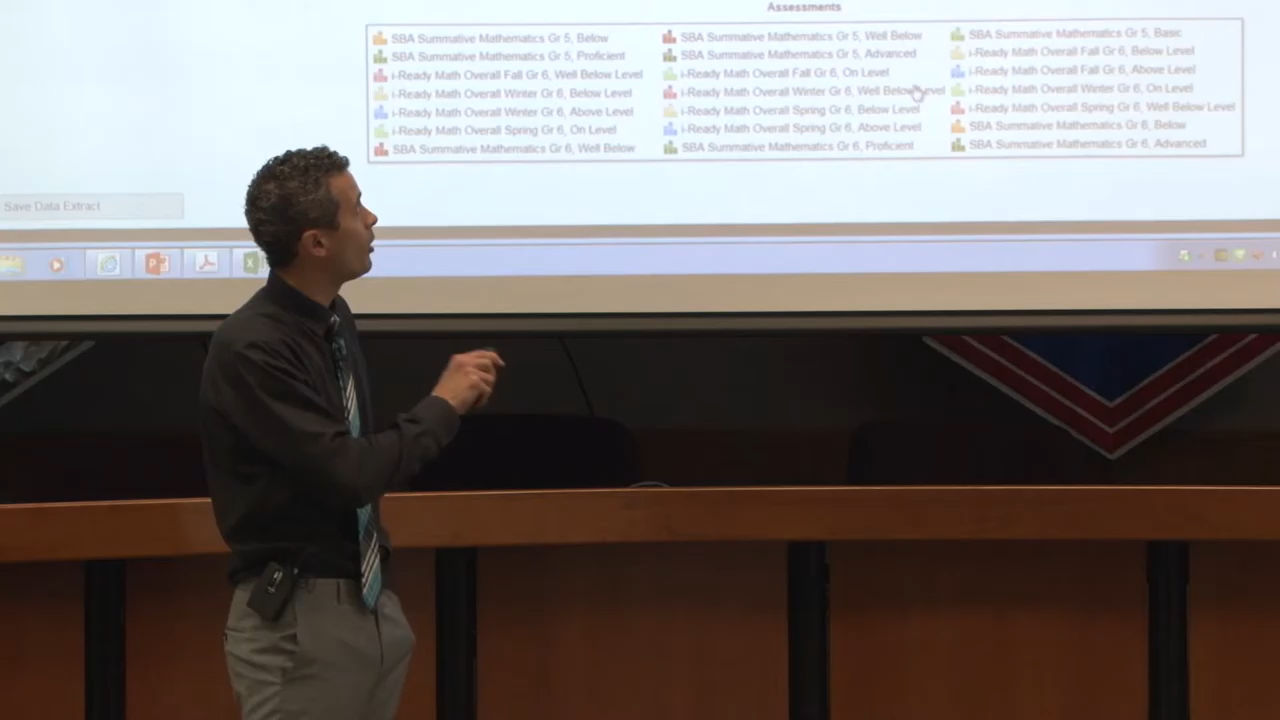 Assessments
SBA Summative Mathematics Gr 5, Below
SBA Summative Mathematics Gr 5, Well Below
SBA Summative Mathematics Gr 5, Basic
SBA Summative Mathematics Gr 5, Proficient
SBA Summative Mathematics Gr 5, Advanced
i-Ready Math Overall Fall Gr 6, Below Level
i-Ready Math Overall Fall Gr 6, Well Below Level
i-Ready Math Overall Fall Gr 6, On Level
i-Ready Math Overall Fall Gr 6, Above Level
i-Ready Math Overall Winter Gr 6, Below Level
i-Ready Math Overall Winter Gr 6, Well Below Level
i-Ready Math Overall Winter Gr 6, On Level
i-Ready Math Overall Winter Gr 6, Above Level
i-Ready Math Overall Spring Gr 6, Below Level
i-Ready Math Overall Spring Gr 6, Well Below Level
i-Ready Math Overall Spring Gr 6, On Level
i-Ready Math Overall Spring Gr 6, Above Level
SBA Summative Mathematics Gr 6, Below
SBA Summative Mathematics Gr 6, Well Below
SBA Summative Mathematics Gr 6, Proficient
SBA Summative Mathematics Gr 6, Advanced
Save Data Extract